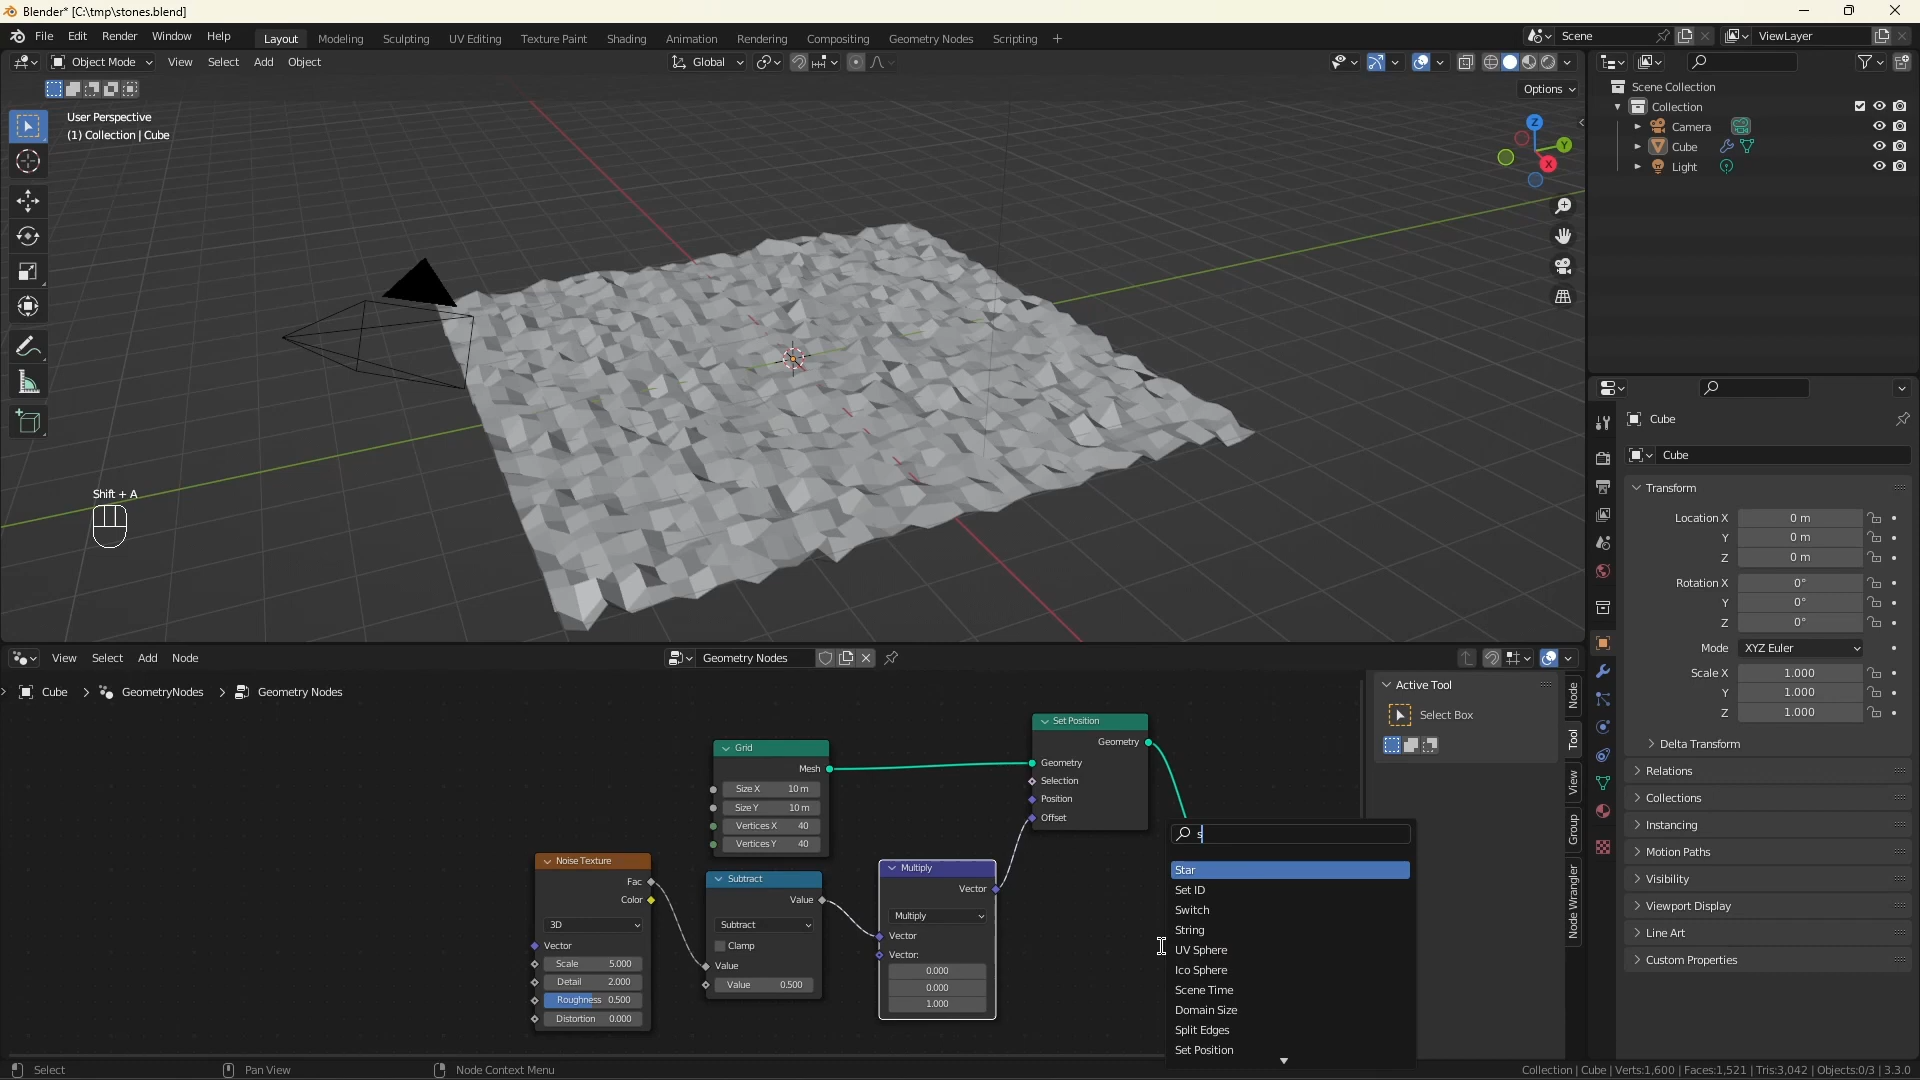 Blender* [C:\tmp\stones.blend]
File Edit Render Window Help
Layout Modeling Sculpting UV Editing Texture Paint Shading Animation Rendering Compositing Geometry Nodes Scripting +
Scene
ViewLayer
Object Mode View Select Add Object
Global
Options
User Perspective
(1) Collection | Cube
Z
Y
X
Shift + A
Scene Collection
Collection
Camera
Cube
Light
Cube
Cube
Transform
Location X 0 m
Y 0 m
Z 0 m
Rotation X 0°
Y 0°
Z 0°
Mode XYZ Euler
Scale X 1.000
Y 1.000
Z 1.000
Delta Transform
Relations
Collections
Instancing
Motion Paths
Visibility
Viewport Display
Line Art
Custom Properties
View Select Add Node
Geometry Nodes
Cube > GeometryNodes > Geometry Nodes
Grid
Mesh
Size X 10 m
Size Y 10 m
Vertices X 40
Vertices Y 40
Set Position
Geometry
Geometry
Selection
Position
Offset
Noise Texture
Fac
Color
3D
Vector
Scale 5.000
Detail 2.000
Roughness 0.500
Distortion 0.000
Subtract
Value
Subtract
Clamp
Value
Value 0.500
Multiply
Vector
Multiply
Vector
Vector:
0.000
0.000
1.000
s
Star
Set ID
Switch
String
UV Sphere
Ico Sphere
Scene Time
Domain Size
Split Edges
Set Position
Active Tool
Select Box
Node
Tool
View
Group
Node Wrangler
Select
Pan View
Node Context Menu
Collection | Cube | Verts:1,600 | Faces:1,521 | Tris:3,042 | Objects:0/3 | 3.3.0